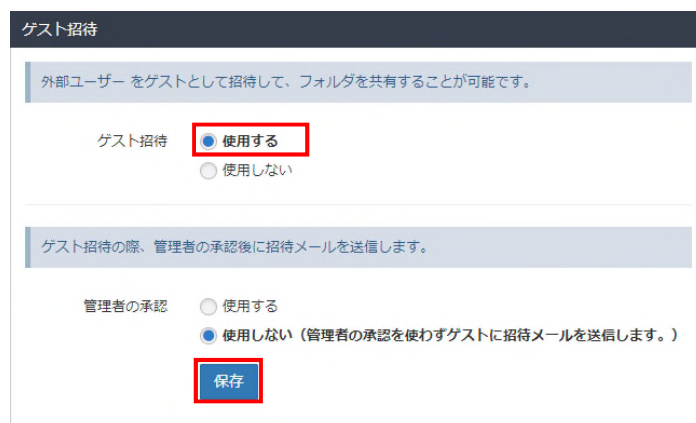 ゲスト招待
外部ユーザー をゲストとして招待して、フォルダを共有することが可能です。
ゲスト招待 使用する
使用しない
ゲスト招待の際、管理者の承認後に招待メールを送信します。
管理者の承認 使用する
使用しない（管理者の承認を使わずゲストに招待メールを送信します。）
保存